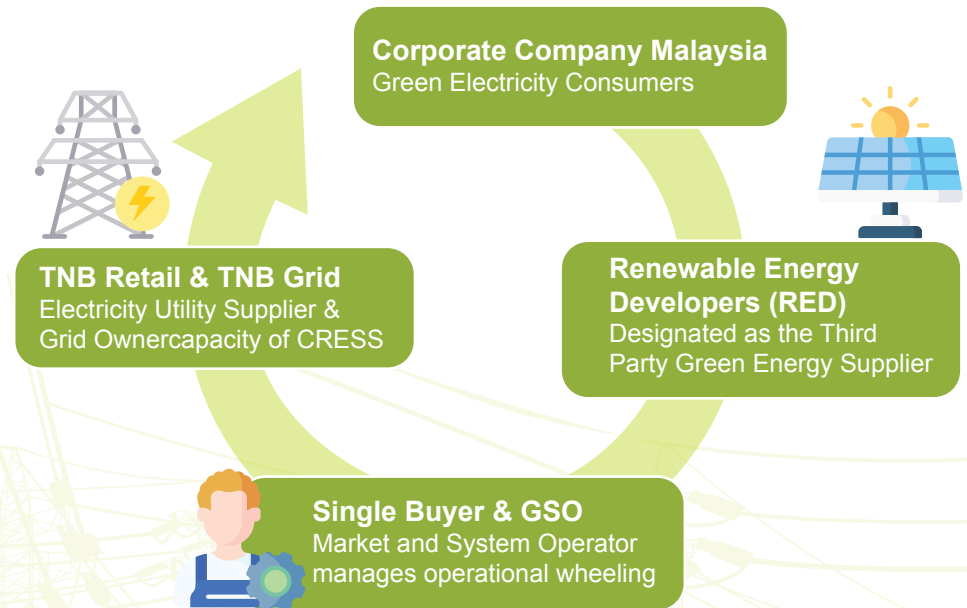 Corporate Company Malaysia
Green Electricity Consumers
TNB Retail & TNB Grid
Electricity Utility Supplier &
Grid Ownercapacity of CRESS
Renewable Energy
Developers (RED)
Designated as the Third
Party Green Energy Supplier
Single Buyer & GSO
Market and System Operator
manages operational wheeling